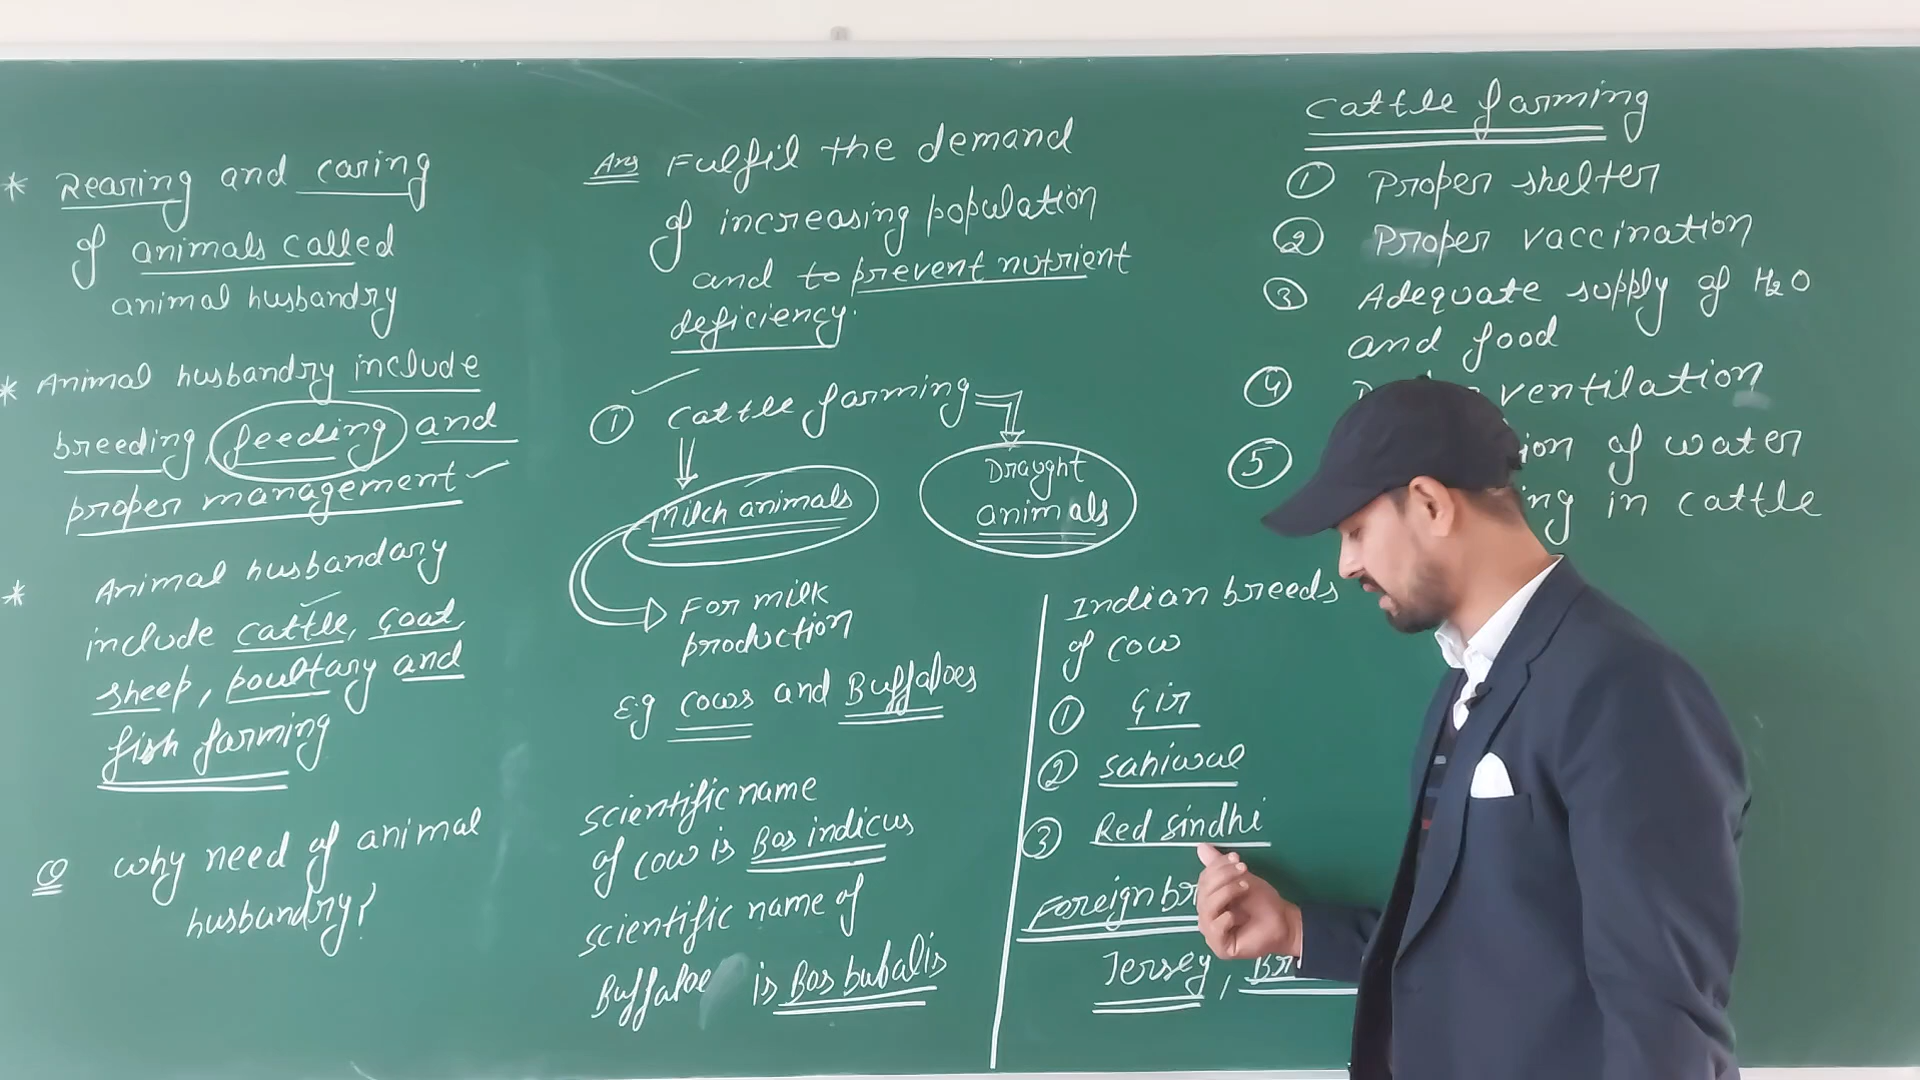 * Rearing and caring
of animals called
animal husbandry
* Animal husbandry include
breeding, feeding and
proper management
* Animal husbandary
include cattle, Goat,
sheep, poultary and
fish farming
Q why need of animal
husbandry?
Ans Fulfil the demand
of increasing population
and to prevent nutrient
deficiency.
① Cattle farming
Milch animals
Draught
animals
For milk
production
E.g cows and Buffaloes
scientific name
of cow is Bos indicus
scientific name of
Buffaloe is Bos bubalis
Cattle farming
① Proper shelter
② Proper vaccination
③ Adequate supply of H2O
and food
④ ventilation
⑤ of water
in cattle
Indian breeds
of cow
① Gir
② sahiwal
③ Red sindhi
Foreign
Jersey,